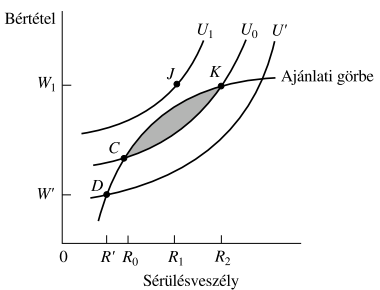 Bértétel
U₁
U₀
U'
J
K
W₁
Ajánlati görbe
C
D
W'
0
R'
R₀
R₁
R₂
Sérülésveszély